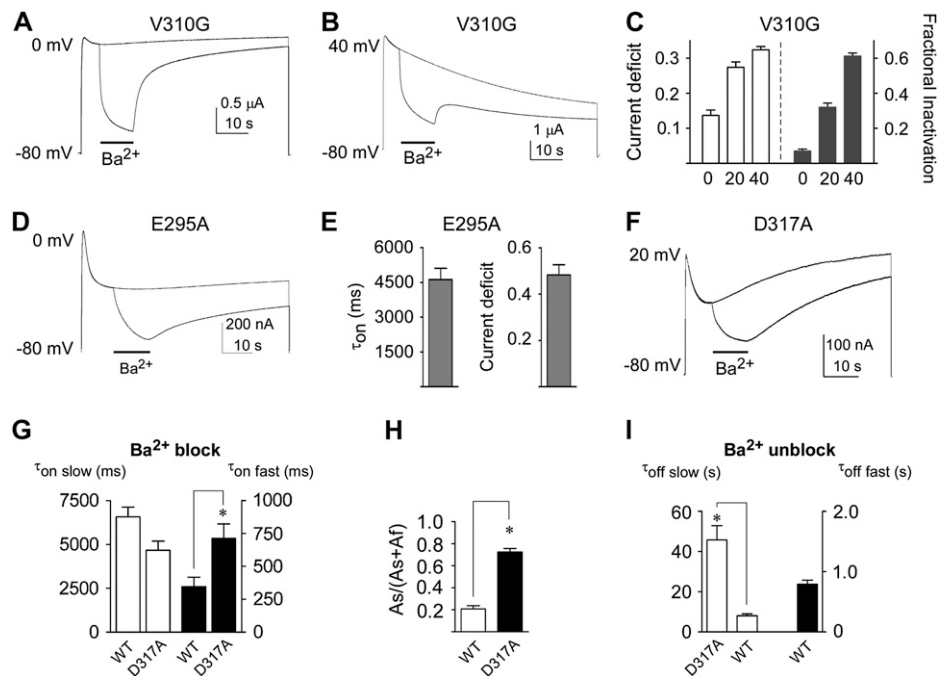 A
V310G
0 mV
-80 mV
Ba2+
0.5 µA
10 s
B
V310G
40 mV
-80 mV
Ba2+
1 µA
10 s
C
V310G
Current deficit
0.3
0.2
0.1
0 20 40
0 20 40
0.6
0.4
0.2
Fractional Inactivation
D
E295A
0 mV
-80 mV
Ba2+
200 nA
10 s
E
E295A
τon (ms)
6000
4500
3000
1500
Current deficit
0.6
0.4
0.2
F
D317A
20 mV
-80 mV
Ba2+
100 nA
10 s
G
Ba2+ block
τon slow (ms)
τon fast (ms)
7500
5000
2500
0
1000
750
500
250
0
*
WT
D317A
WT
D317A
H
As/(As+Af)
1.0
0.8
0.6
0.4
0.2
*
WT
D317A
I
Ba2+ unblock
τoff slow (s)
τoff fast (s)
60
40
20
0
2.0
1.0
0
*
D317A
WT
WT